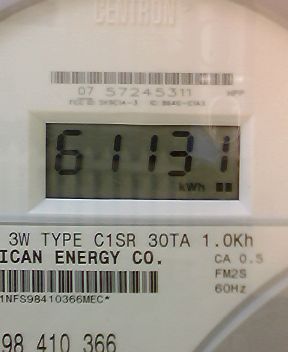 CENTRON
07 57245311 HPP
61131
kWh
3W TYPE C1SR 30TA 1.0Kh
ICAN ENERGY CO. CA 0.5
FM2S
1NFS98410366MEC* 60Hz
98 410 366